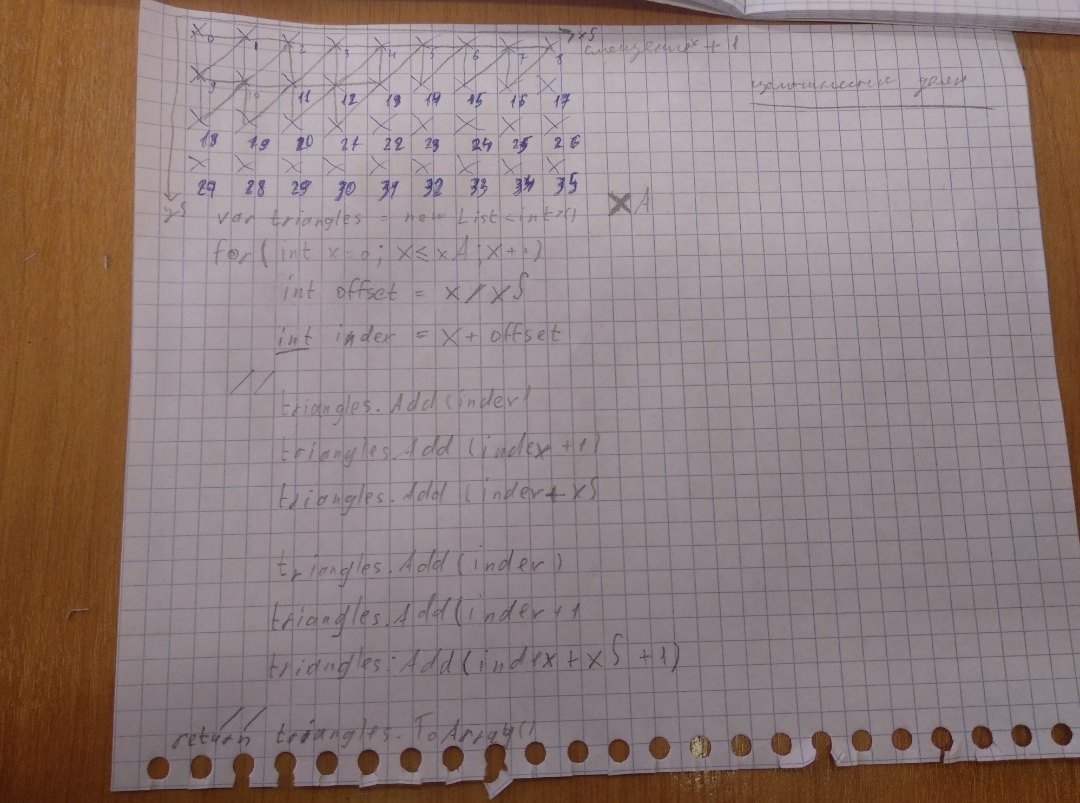 0 1 2 3 4 5 6 7 8 xS
смещение + 1
9 10 11 12 13 14 15 16 17
целочисленное деление
18 19 20 21 22 23 24 25 26
27 28 29 30 31 32 33 34 35
yS
XA
var triangles = new List<int>()
for( int x=0; x≤xA; x++)
int offset = x / xS
int index = x + offset
//
triangles.Add(index)
triangles.Add (index +1)
triangles.Add (index+xS
triangles.Add (index)
triangles.Add (index+1
triangles.Add(index+xS +1)
//
return triangles.ToArray()